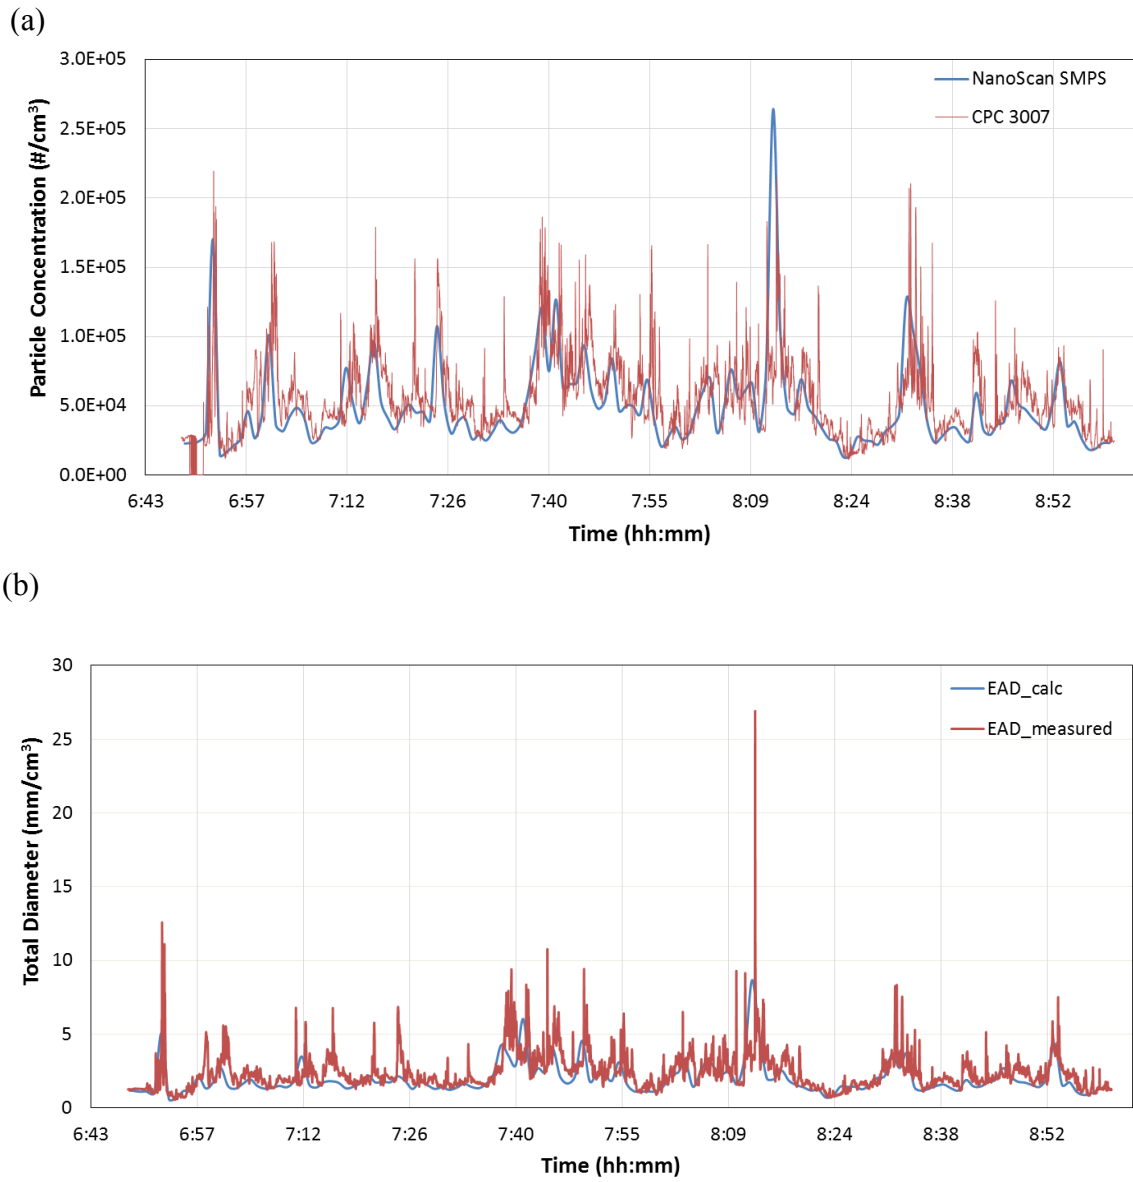 (a)
3.0E+05
2.5E+05
2.0E+05
1.5E+05
1.0E+05
5.0E+04
0.0E+00
Particle Concentration (#/cm³)
NanoScan SMPS
CPC 3007
6:43 6:57 7:12 7:26 7:40 7:55 8:09 8:24 8:38 8:52
Time (hh:mm)
(b)
30
25
20
15
10
5
0
Total Diameter (mm/cm³)
EAD_calc
EAD_measured
6:43 6:57 7:12 7:26 7:40 7:55 8:09 8:24 8:38 8:52
Time (hh:mm)